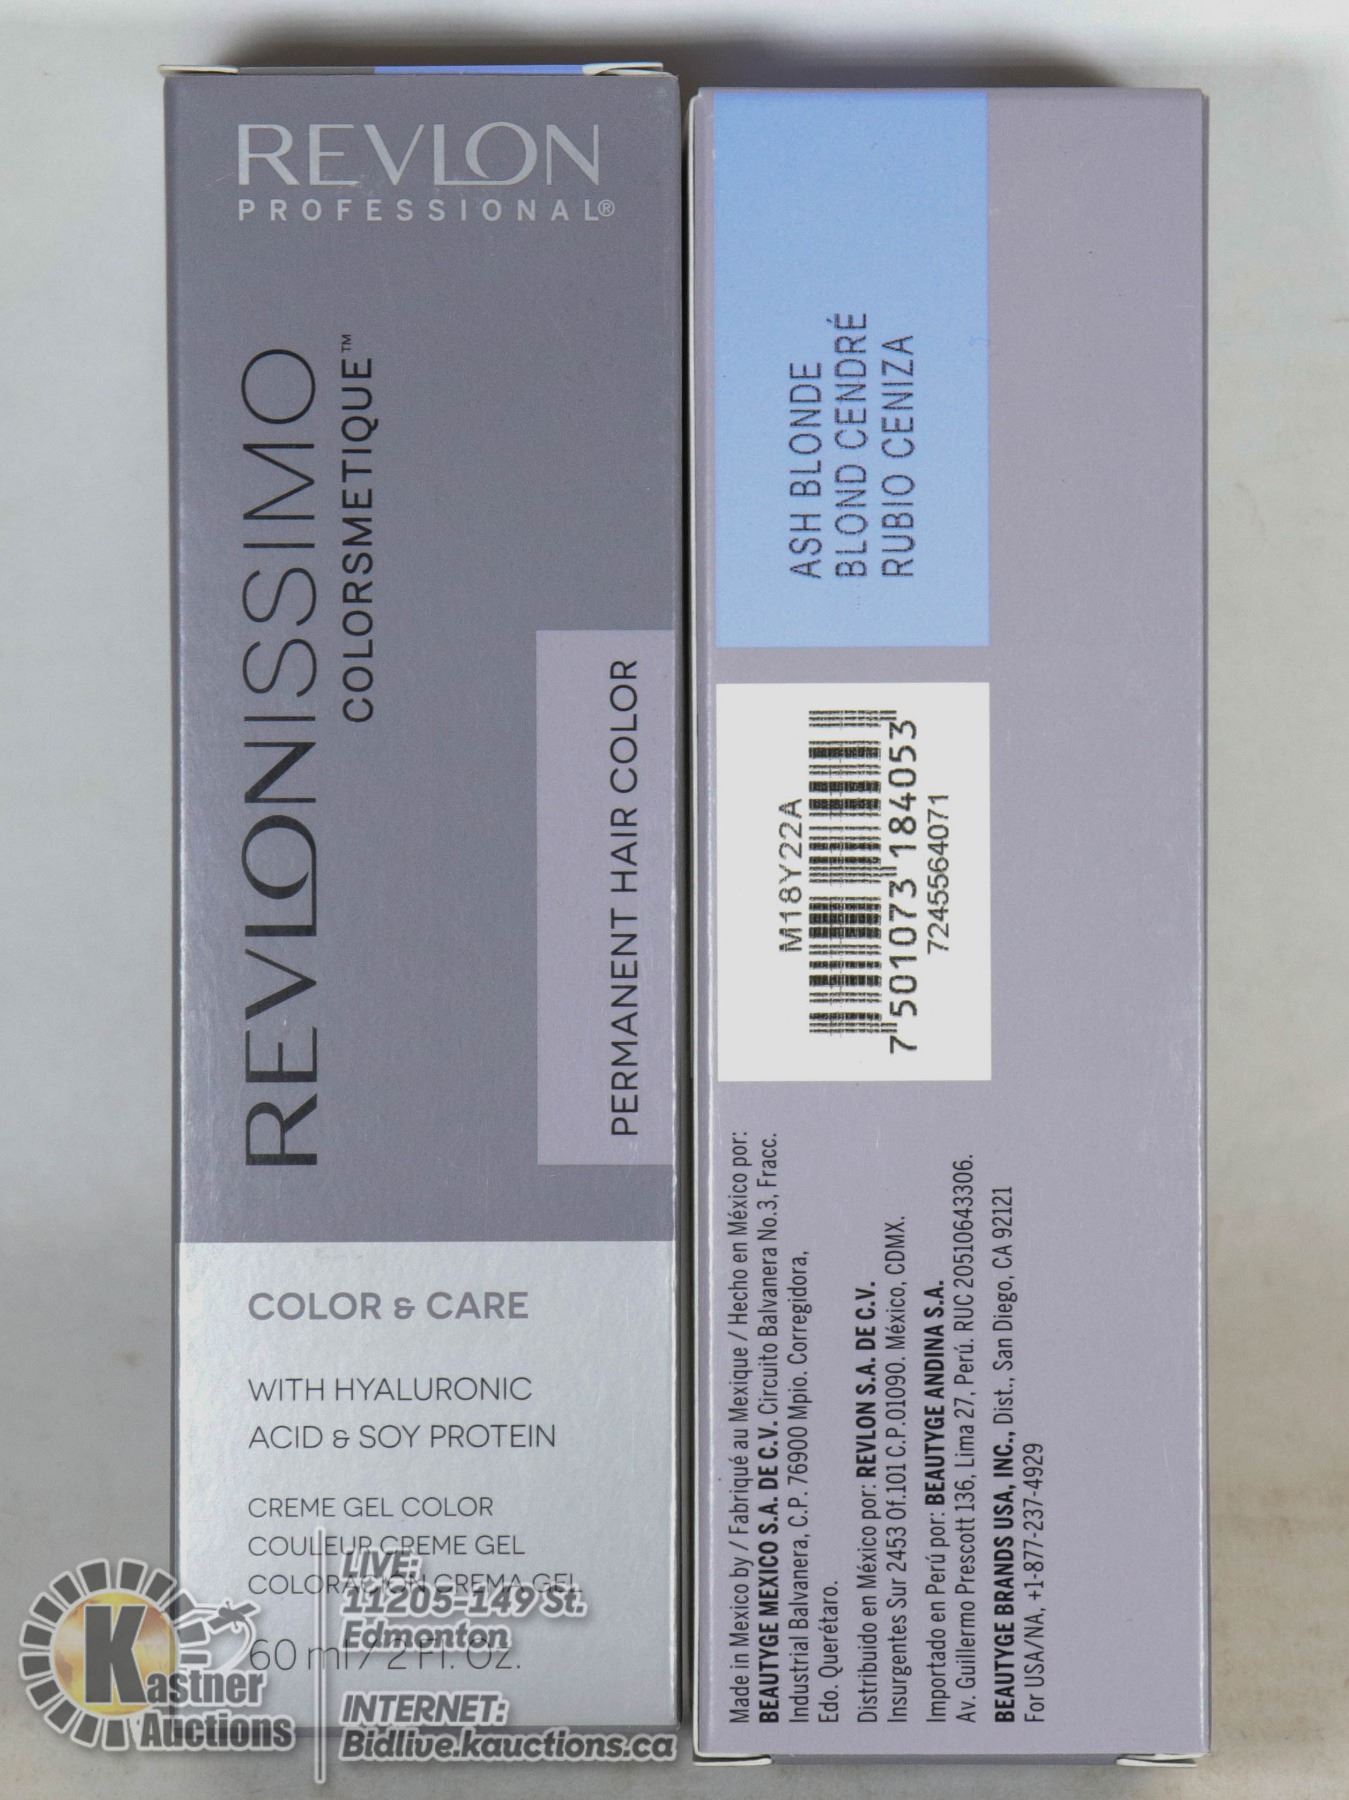 REVLON
PROFESSIONAL®
REVLONISSIMO
COLORSMETIQUE™
PERMANENT HAIR COLOR
COLOR & CARE
WITH HYALURONIC
ACID & SOY PROTEIN
CREME GEL COLOR
COULEUR CREME GEL
COLORACIÓN CREMA GEL
60 ml / 2 Fl. Oz.
ASH BLONDE
BLOND CENDRÉ
RUBIO CENIZA
M18Y22A
7 501073 184053
7245564071
Made in Mexico by / Fabriqué au Mexique / Hecho en México por:
BEAUTYGE MEXICO S.A. DE C.V. Circuito Balvanera No.3, Fracc.
Industrial Balvanera, C.P. 76900 Mpio. Corregidora,
Edo. Querétaro.
Distribuido en México por: REVLON S.A. DE C.V.
Insurgentes Sur 2453 Of.101 C.P.01090. México, CDMX.
Importado en Perú por: BEAUTYGE ANDINA S.A.
Av. Guillermo Prescott 136, Lima 27, Perú. RUC 20510643306.
BEAUTYGE BRANDS USA, INC., Dist., San Diego, CA 92121
For USA/NA, +1-877-237-4929
Kastner
Auctions
LIVE:
11205-149 St.
Edmonton
INTERNET:
Bidlive.kauctions.ca